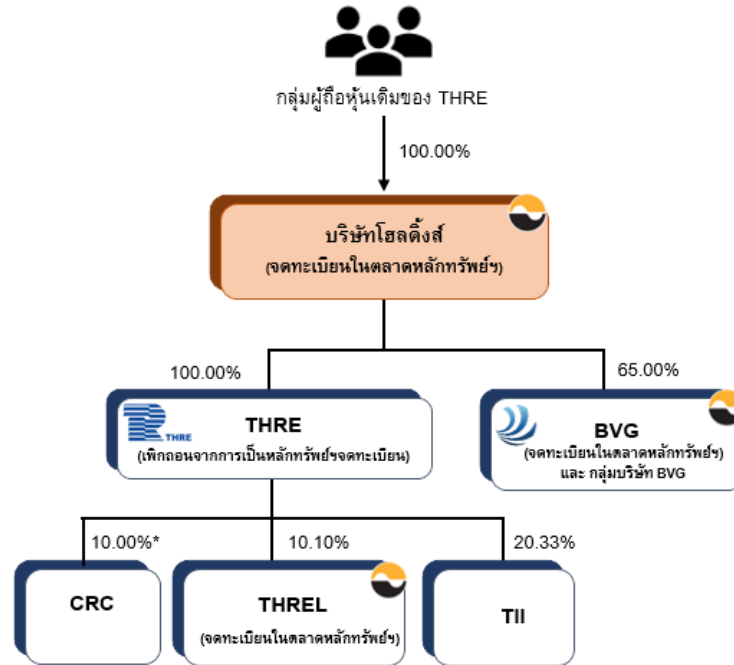 กลุ่มผู้ถือหุ้นเดิมของ THRE
100.00%
บริษัทโฮลดิ้งส์
(จดทะเบียนในตลาดหลักทรัพย์ฯ)
100.00%
65.00%
THRE
THRE
(เพิกถอนจากการเป็นหลักทรัพย์ฯจดทะเบียน)
BVG
(จดทะเบียนในตลาดหลักทรัพย์ฯ)
และ กลุ่มบริษัท BVG
10.00%*
10.10%
20.33%
CRC
THREL
(จดทะเบียนในตลาดหลักทรัพย์ฯ)
TII